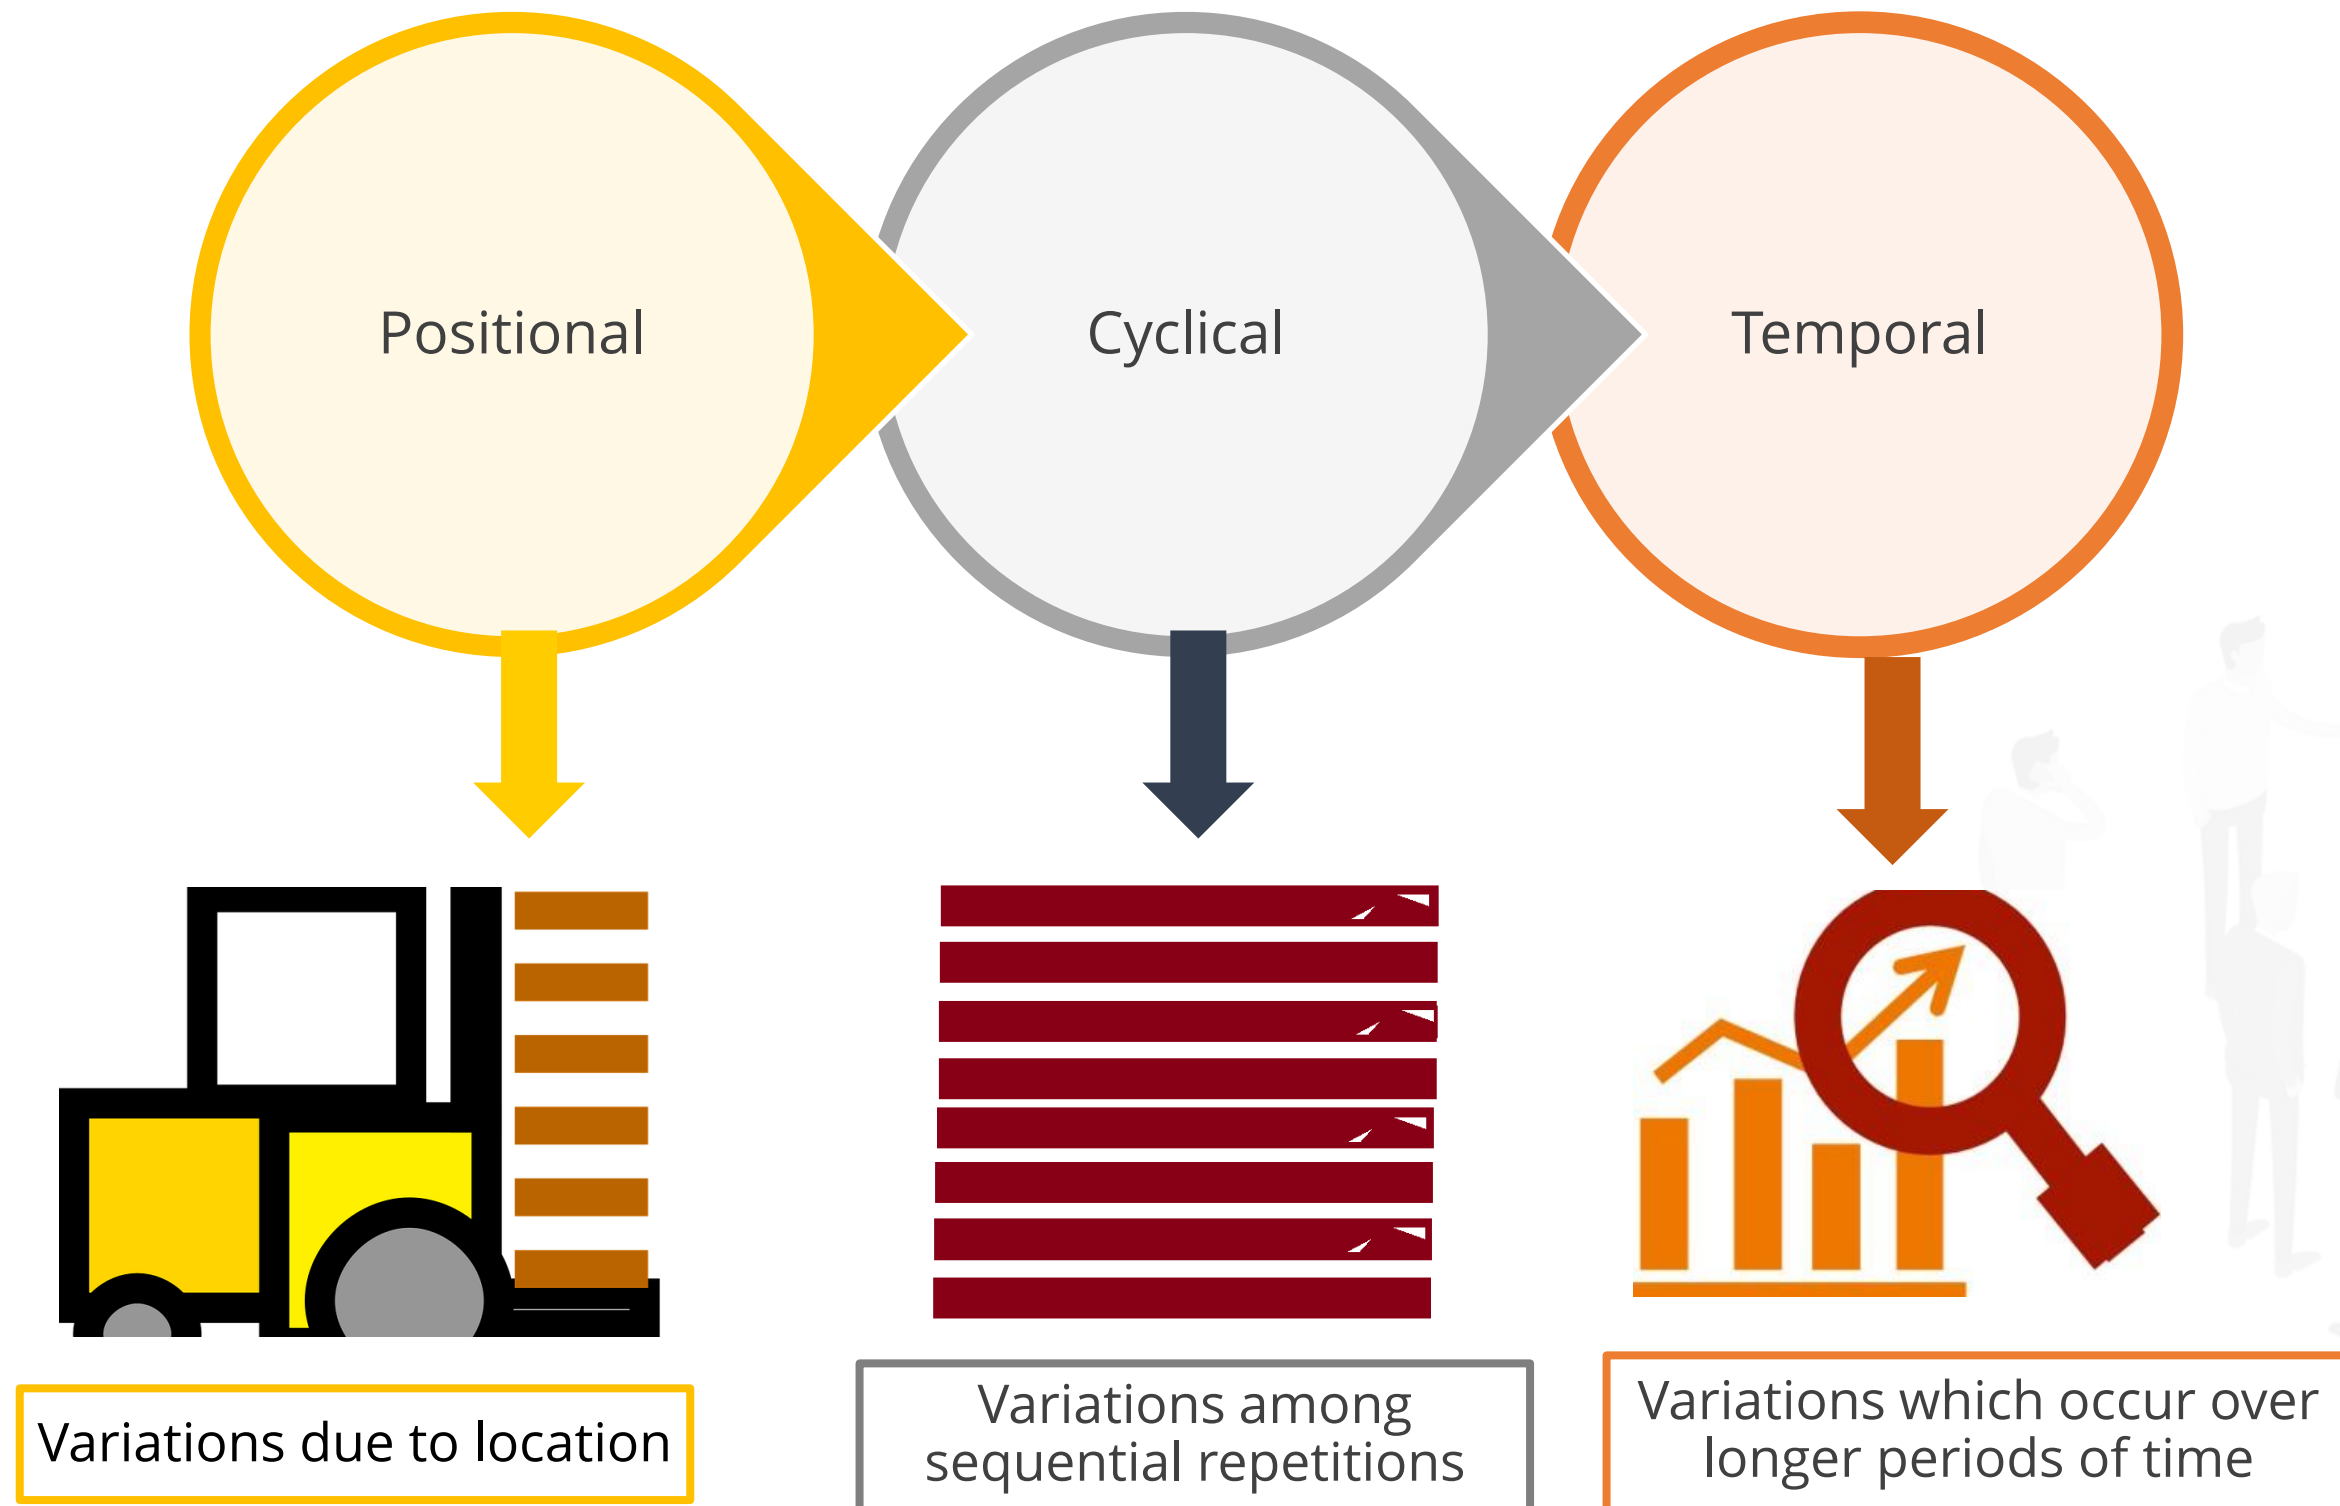 Positional
Cyclical
Temporal
Variations due to location
Variations among
sequential repetitions
Variations which occur over
longer periods of time